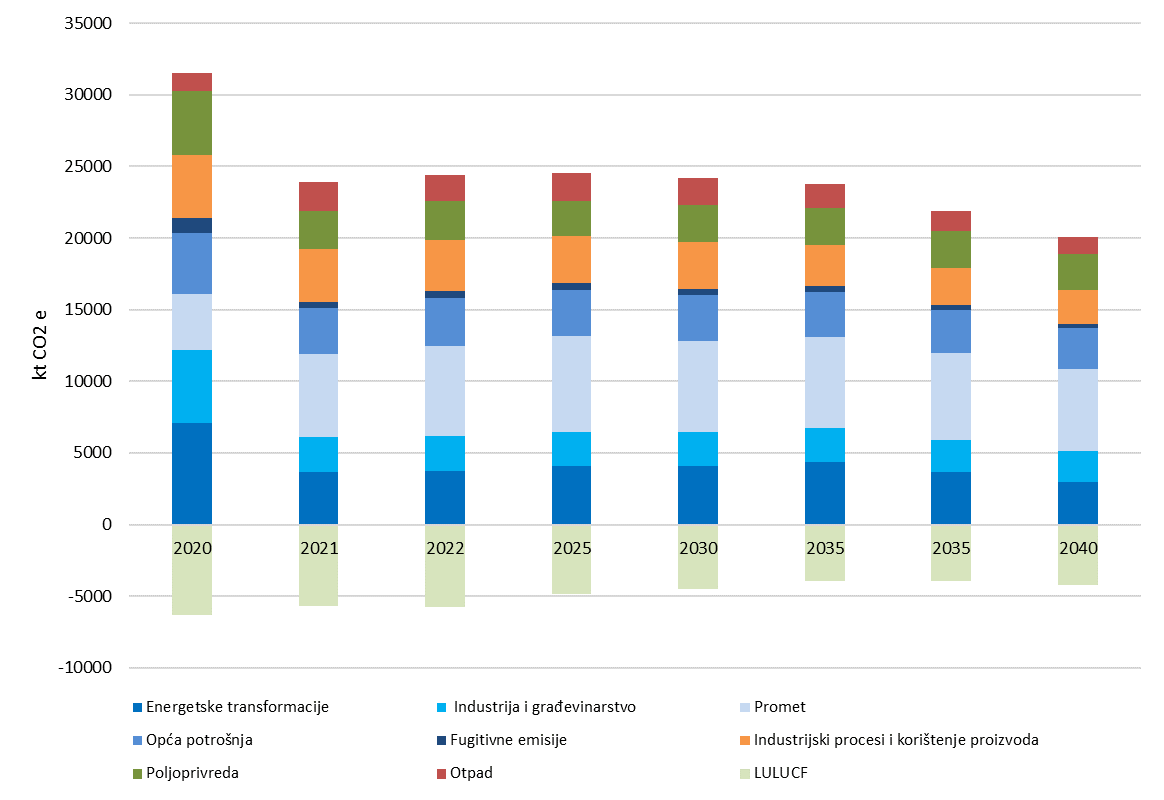 35000
30000
25000
20000
15000
10000
5000
0
-5000
-10000
kt CO2 e
2020 2021 2022 2025 2030 2035 2035 2040
Energetske transformacije Industrija i građevinarstvo Promet
Opća potrošnja Fugitivne emisije Industrijski procesi i korištenje proizvoda
Poljoprivreda Otpad LULUCF